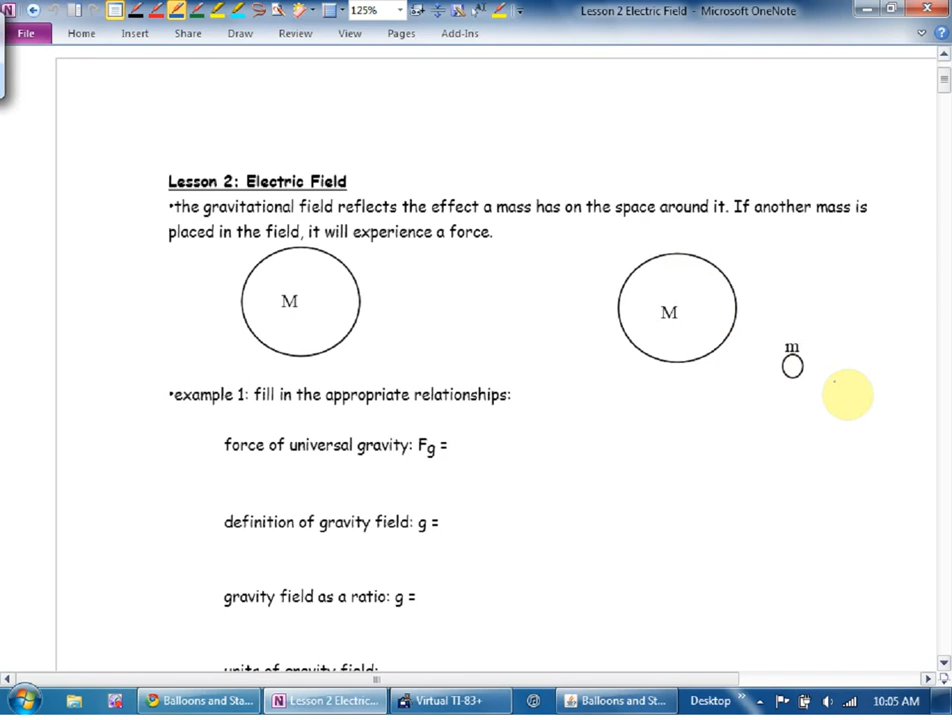 125%
Lesson 2 Electric Field - Microsoft OneNote
File Home Insert Share Draw Review View Pages Add-Ins
Lesson 2: Electric Field
•the gravitational field reflects the effect a mass has on the space around it. If another mass is
placed in the field, it will experience a force.
M
M
m
•example 1: fill in the appropriate relationships:
force of universal gravity: Fg =
definition of gravity field: g =
gravity field as a ratio: g =
units of gravity field:
Balloons and Sta... Lesson 2 Electric... Virtual TI-83+ Balloons and St... Desktop 10:05 AM